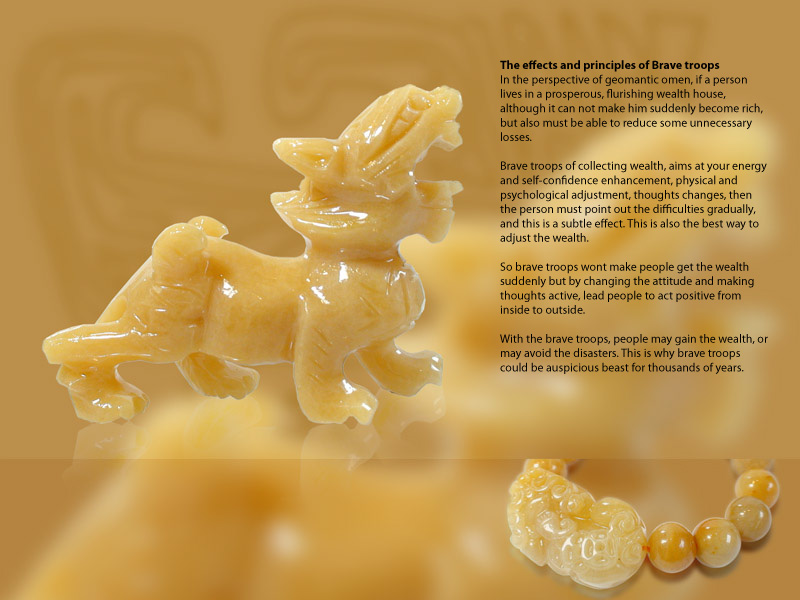 The effects and principles of Brave troops
In the perspective of geomantic omen, if a person
lives in a prosperous, flurishing wealth house,
although it can not make him suddenly become rich,
but also must be able to reduce some unnecessary
losses.
Brave troops of collecting wealth, aims at your energy
and self-confidence enhancement, physical and
psychological adjustment, thoughts changes, then
the person must point out the difficulties gradually,
and this is a subtle effect. This is also the best way to
adjust the wealth.
So brave troops wont make people get the wealth
suddenly but by changing the attitude and making
thoughts active, lead people to act positive from
inside to outside.
With the brave troops, people may gain the wealth, or
may avoid the disasters. This is why brave troops
could be auspicious beast for thousands of years.